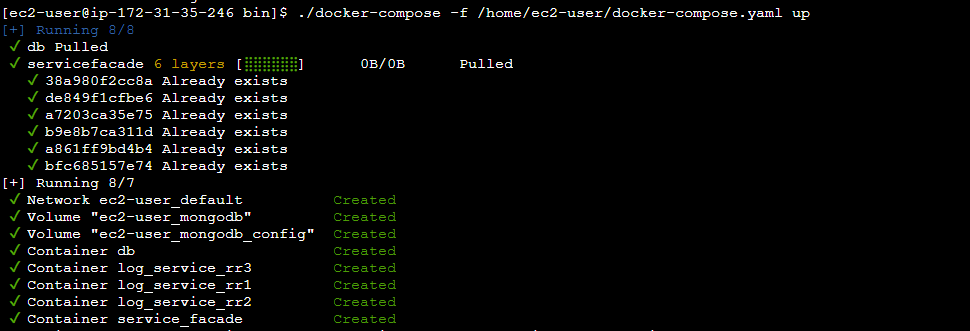 [ec2-user@ip-172-31-35-246 bin]$ ./docker-compose -f /home/ec2-user/docker-compose.yaml up
[+] Running 8/8
✓ db Pulled
✓ servicefacade 6 layers [⣿⣿⣿⣿⣿⣿] 0B/0B Pulled
✓ 38a980f2cc8a Already exists
✓ de849f1cfbe6 Already exists
✓ a7203ca35e75 Already exists
✓ b9e8b7ca311d Already exists
✓ a861ff9bd4b4 Already exists
✓ bfc685157e74 Already exists
[+] Running 8/7
✓ Network ec2-user_default Created
✓ Volume "ec2-user_mongodb" Created
✓ Volume "ec2-user_mongodb_config" Created
✓ Container db Created
✓ Container log_service_rr3 Created
✓ Container log_service_rr1 Created
✓ Container log_service_rr2 Created
✓ Container service_facade Created